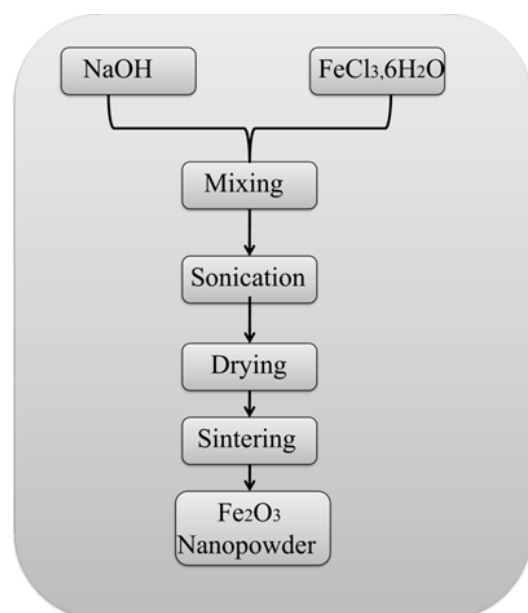 NaOH
FeCl₃,6H₂O
Mixing
Sonication
Drying
Sintering
Fe₂O₃
Nanopowder